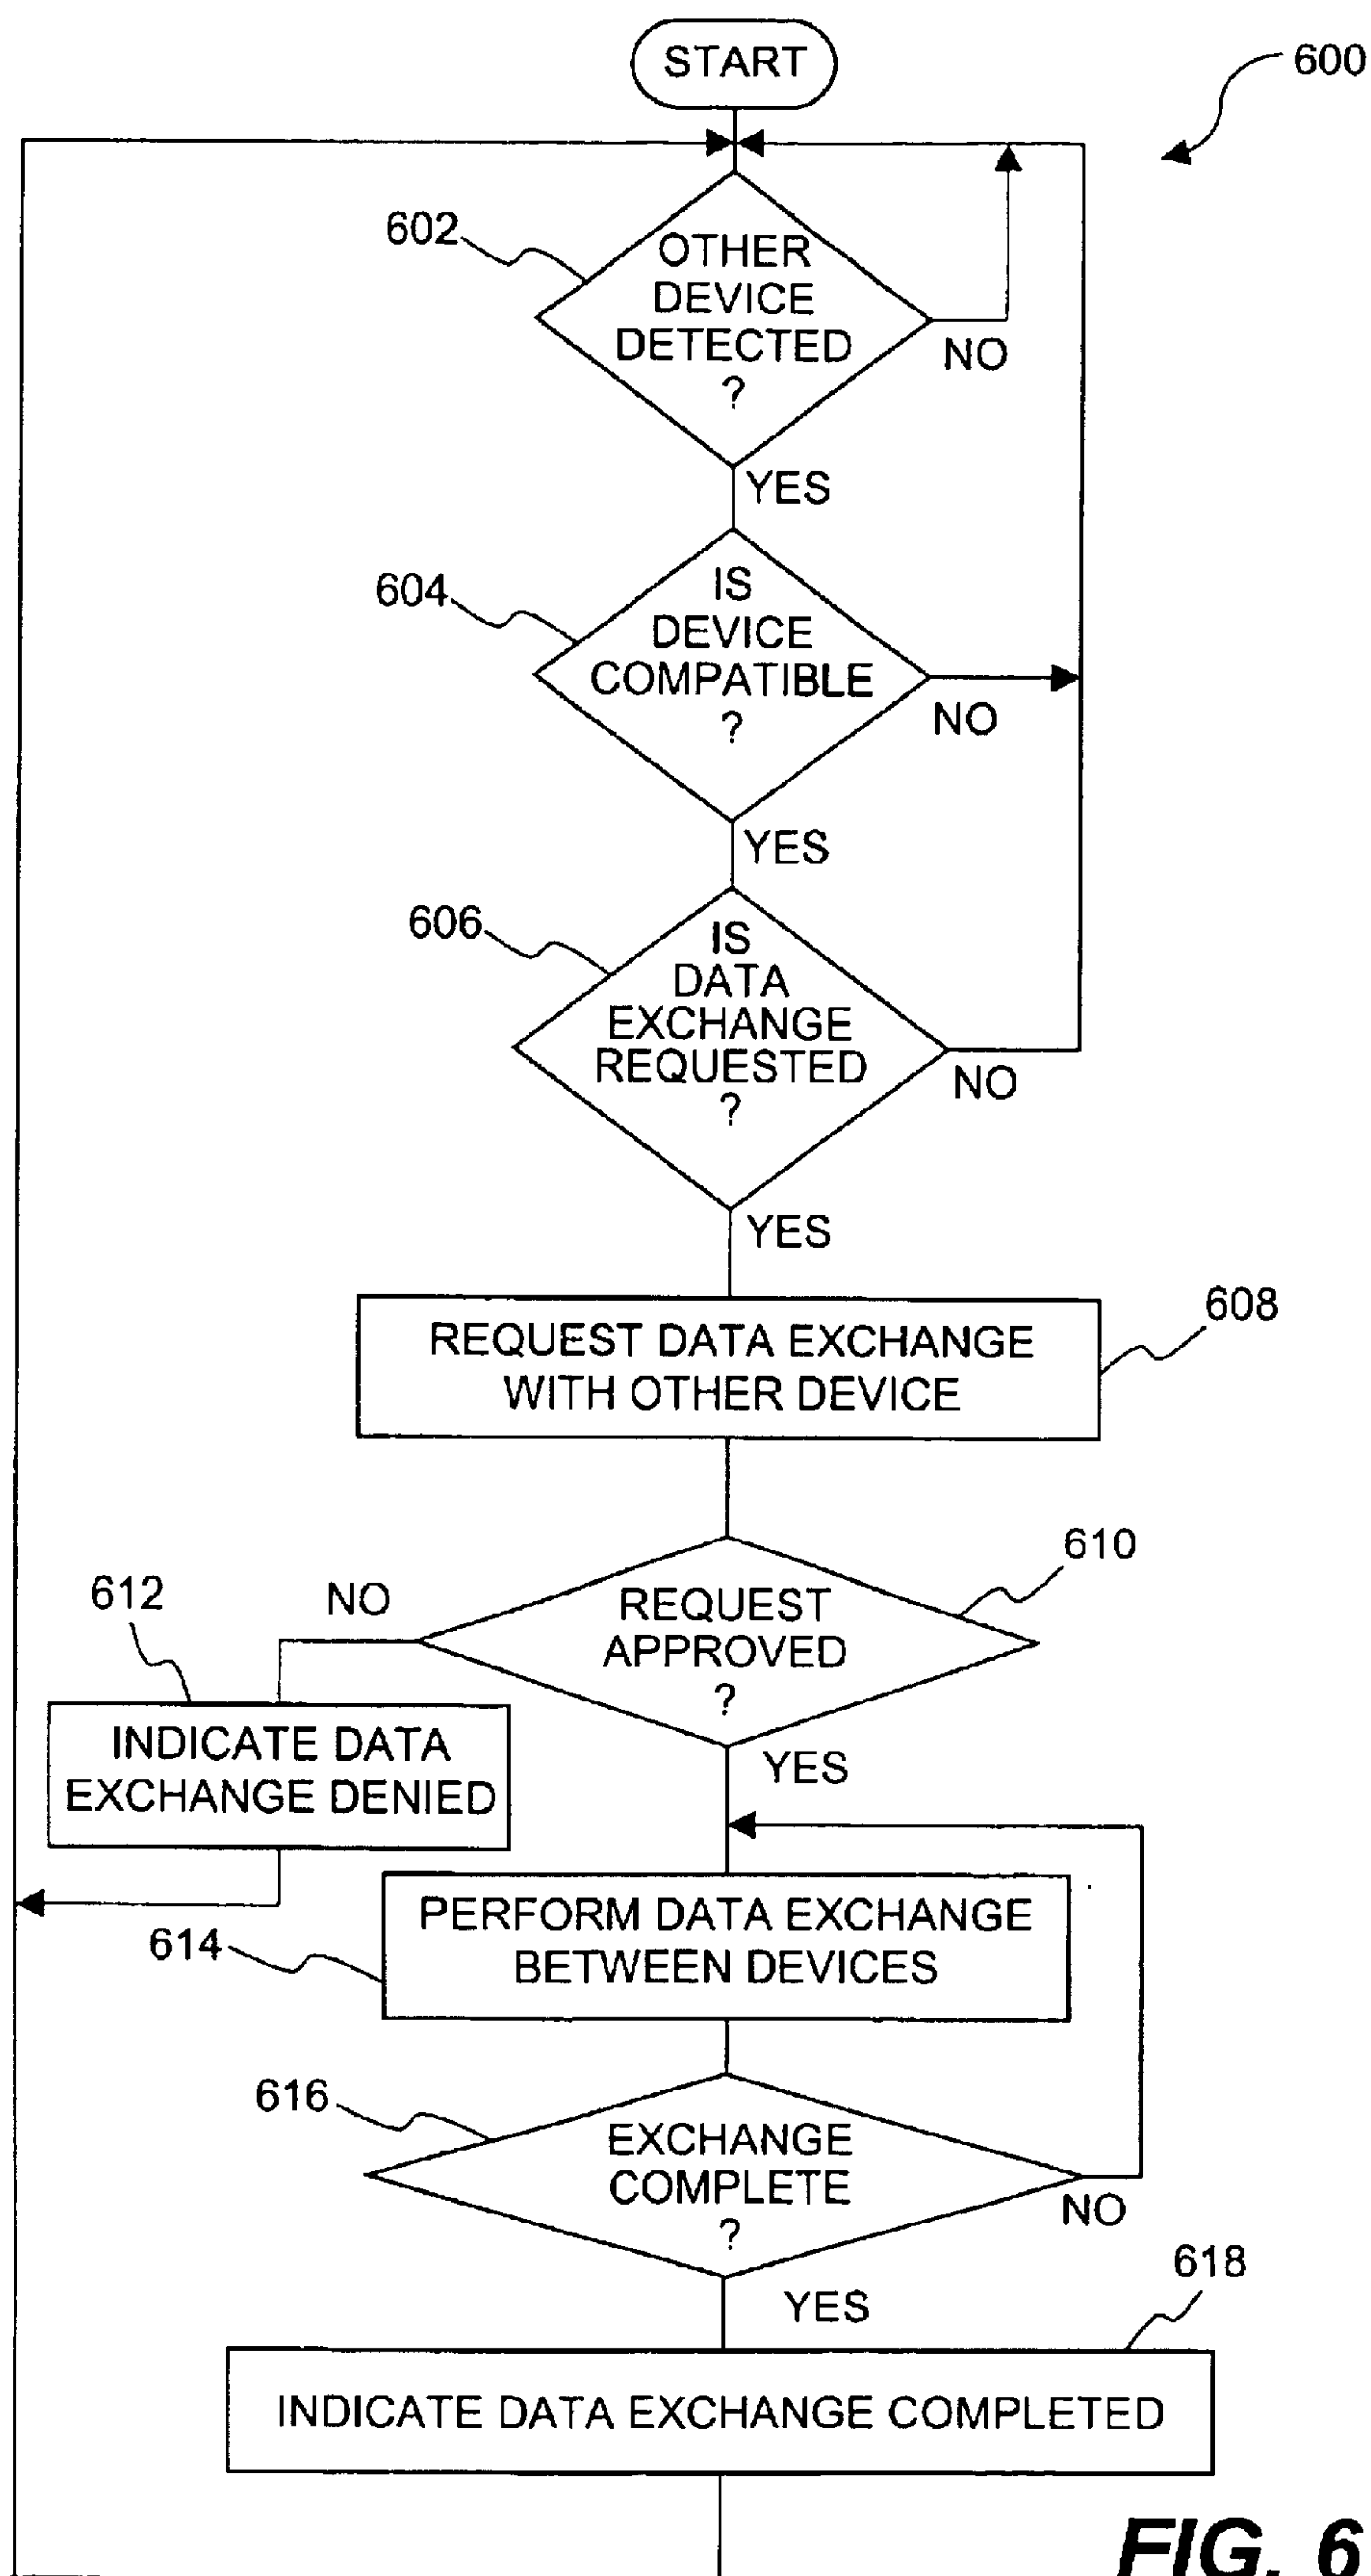 START
600
602
OTHER
DEVICE
DETECTED
?
NO
YES
604
IS
DEVICE
COMPATIBLE
?
NO
YES
606
IS
DATA
EXCHANGE
REQUESTED
?
NO
YES
608
REQUEST DATA EXCHANGE
WITH OTHER DEVICE
610
612
NO
REQUEST
APPROVED
?
INDICATE DATA
EXCHANGE DENIED
YES
614
PERFORM DATA EXCHANGE
BETWEEN DEVICES
616
EXCHANGE
COMPLETE
?
NO
YES
618
INDICATE DATA EXCHANGE COMPLETED
FIG. 6